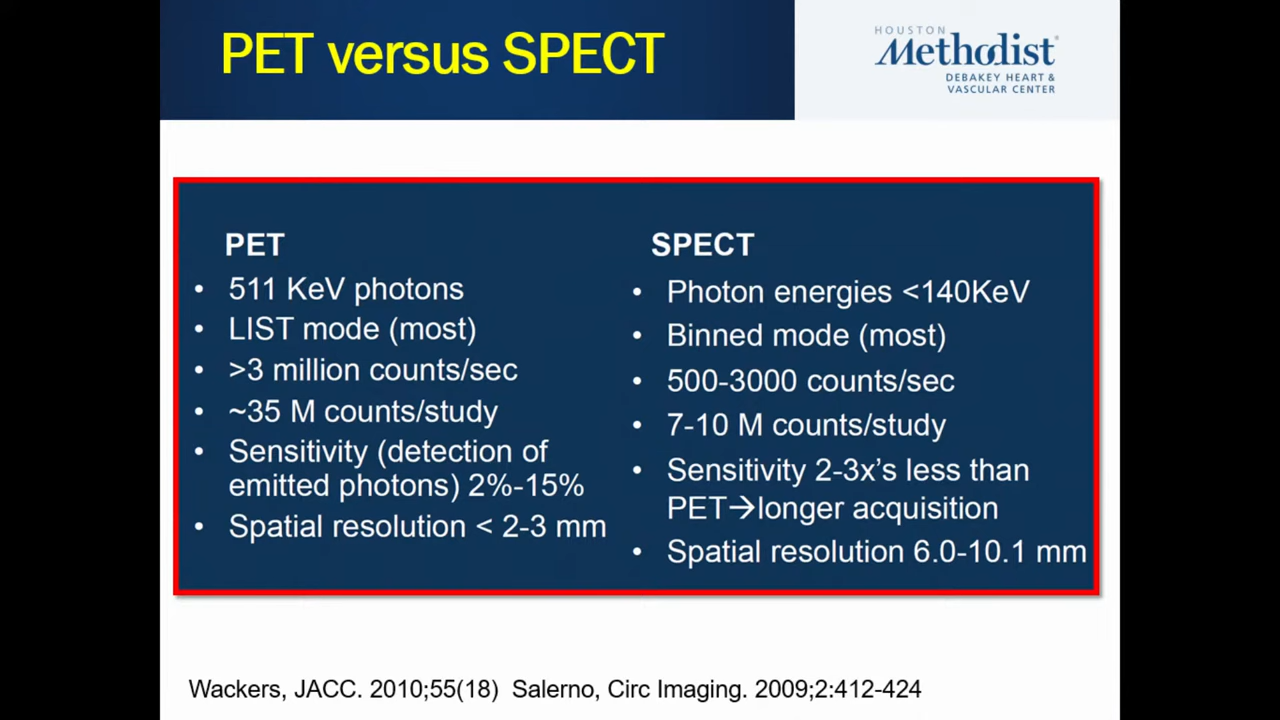 PET versus SPECT
HOUSTON
Methodist®
DEBAKEY HEART &
VASCULAR CENTER
PET
• 511 KeV photons
• LIST mode (most)
• >3 million counts/sec
• ~35 M counts/study
• Sensitivity (detection of
emitted photons) 2%-15%
• Spatial resolution < 2-3 mm
SPECT
• Photon energies <140KeV
• Binned mode (most)
• 500-3000 counts/sec
• 7-10 M counts/study
• Sensitivity 2-3x’s less than
PET→longer acquisition
• Spatial resolution 6.0-10.1 mm
Wackers, JACC. 2010;55(18) Salerno, Circ Imaging. 2009;2:412-424